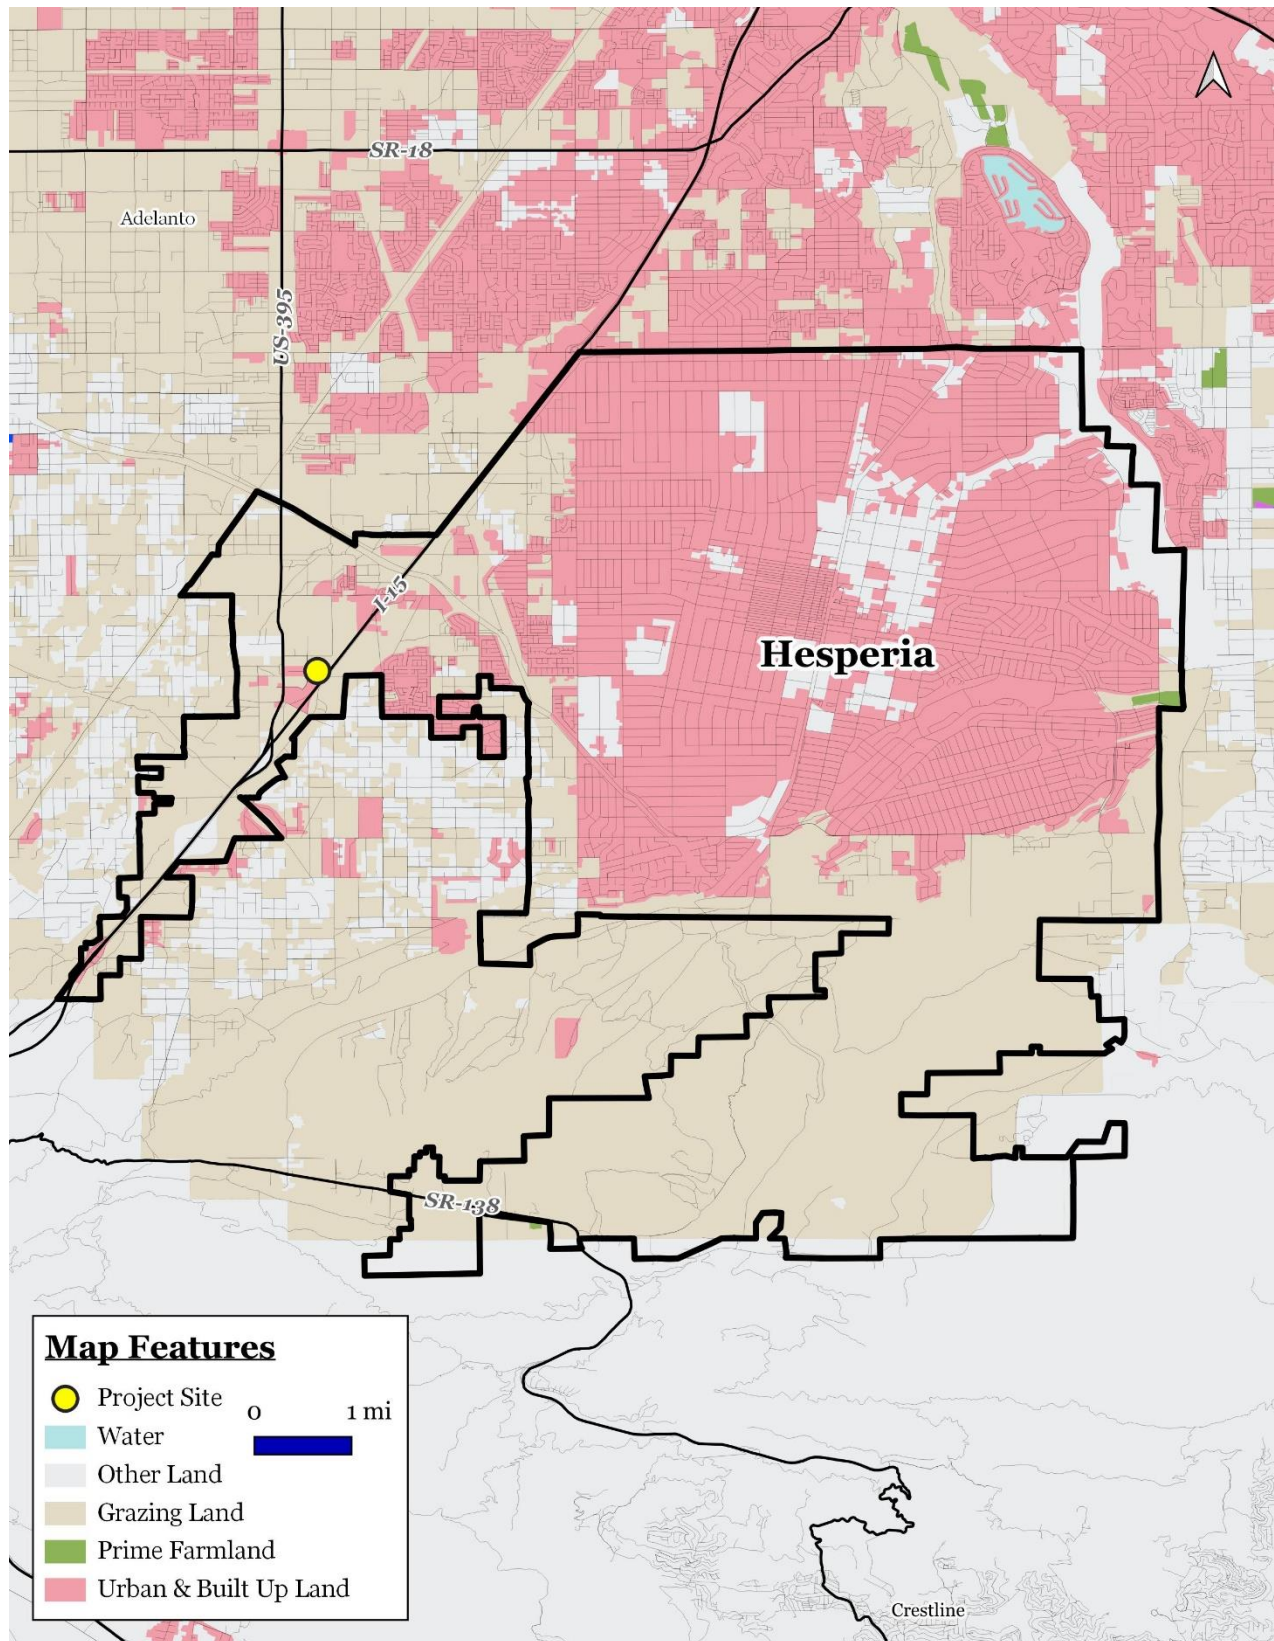 SR-18
Adelanto
US-395
I-15
Hesperia
SR-138
Map Features
Project Site
0 1 mi
Water
Other Land
Grazing Land
Prime Farmland
Urban & Built Up Land
Crestline